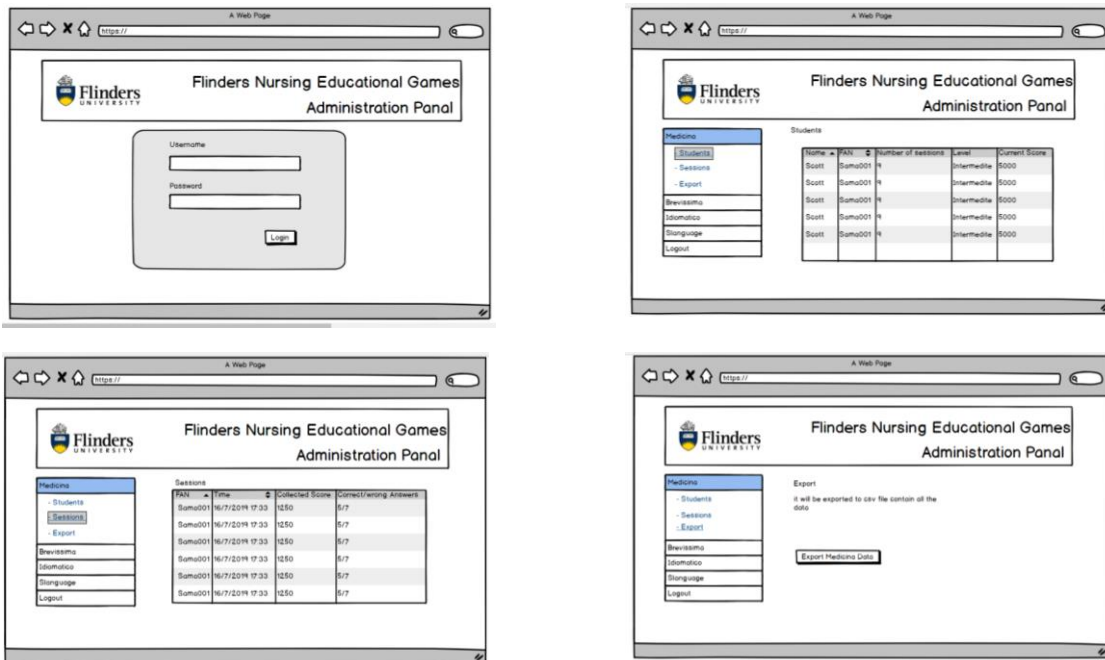 A Web Page
https://
Flinders
UNIVERSITY
Flinders Nursing Educational Games
Administration Panal
Username
Password
Login
A Web Page
https://
Flinders
UNIVERSITY
Flinders Nursing Educational Games
Administration Panal
Medicina
- Students
- Sessions
- Export
Brevissima
Idiomatico
Slanguage
Logout
Students
Name FAN Number of sessions Level Current Score
Scott Sama001 9 Intermedite 5000
Scott Sama001 9 Intermedite 5000
Scott Sama001 9 Intermedite 5000
Scott Sama001 9 Intermedite 5000
Scott Sama001 9 Intermedite 5000
A Web Page
https://
Flinders
UNIVERSITY
Flinders Nursing Educational Games
Administration Panal
Medicina
- Students
- Sessions
- Export
Brevissima
Idiomatico
Slanguage
Logout
Sessions
FAN Time Collected Score Correct/wrong Answers
Sama001 16/7/2019 17:33 1250 5/7
Sama001 16/7/2019 17:33 1250 5/7
Sama001 16/7/2019 17:33 1250 5/7
Sama001 16/7/2019 17:33 1250 5/7
Sama001 16/7/2019 17:33 1250 5/7
Sama001 16/7/2019 17:33 1250 5/7
A Web Page
https://
Flinders
UNIVERSITY
Flinders Nursing Educational Games
Administration Panal
Medicina
- Students
- Sessions
- Export
Brevissima
Idiomatico
Slanguage
Logout
Export
it will be exported to csv file contain all the
data
Export Medicina Data